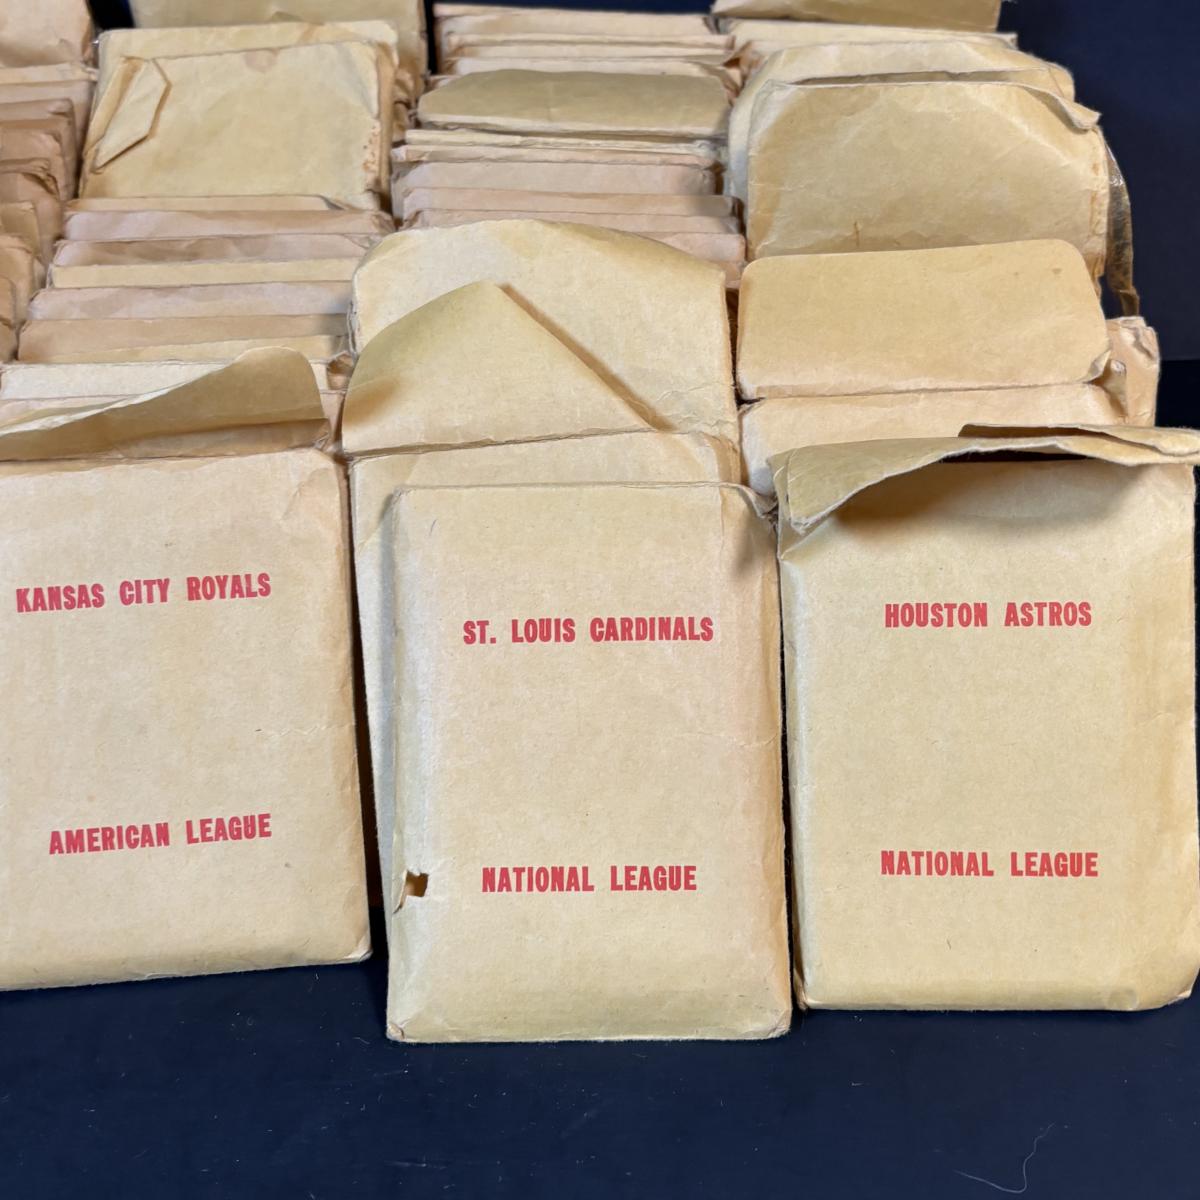 KANSAS CITY ROYALS
AMERICAN LEAGUE
ST. LOUIS CARDINALS
NATIONAL LEAGUE
HOUSTON ASTROS
NATIONAL LEAGUE